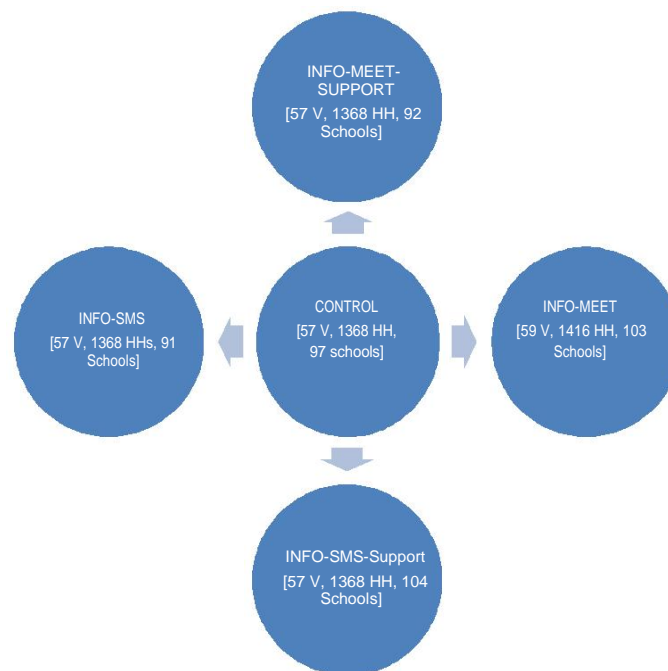 INFO-MEET-
SUPPORT
[57 V, 1368 HH, 92
Schools]
INFO-SMS
[57 V, 1368 HHs, 91
Schools]
CONTROL
[57 V, 1368 HH,
97 schools]
INFO-MEET
[59 V, 1416 HH, 103
Schools]
INFO-SMS-Support
[57 V, 1368 HH, 104
Schools]